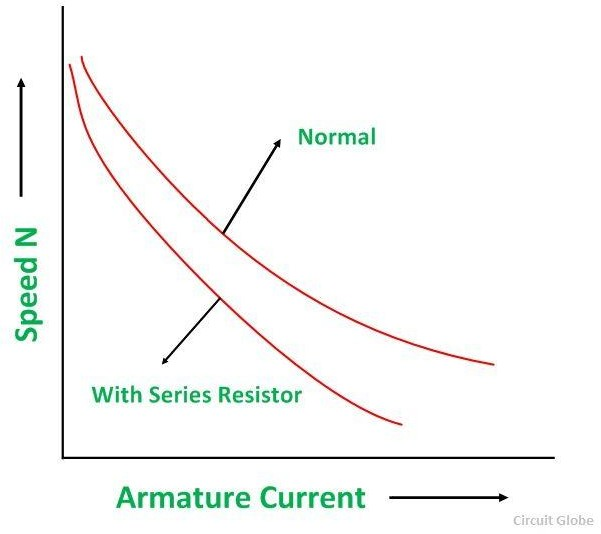 Normal
Speed N
With Series Resistor
Armature Current
Circuit Globe